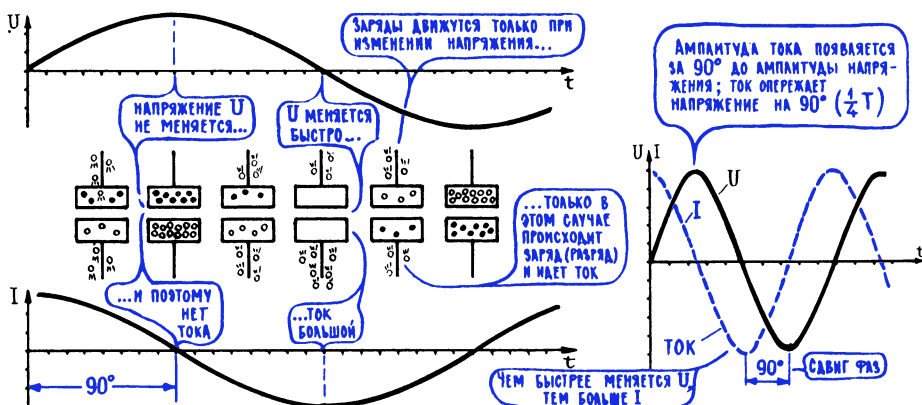 U
ЗАРЯДЫ ДВИЖУТСЯ ТОЛЬКО ПРИ
ИЗМЕНЕНИИ НАПРЯЖЕНИЯ...
t
НАПРЯЖЕНИЕ U
НЕ МЕНЯЕТСЯ...
U МЕНЯЕТСЯ
БЫСТРО...
АМПЛИТУДА ТОКА ПОЯВЛЯЕТСЯ
ЗА 90° ДО АМПЛИТУДЫ НАПРЯ-
ЖЕНИЯ; ТОК ОПЕРЕЖАЕТ
НАПРЯЖЕНИЕ НА 90° (1/4 T)
...ТОЛЬКО В
ЭТОМ СЛУЧАЕ
ПРОИСХОДИТ
ЗАРЯД (РАЗРЯД)
И ИДЕТ ТОК
I
...И ПОЭТОМУ
НЕТ
ТОКА
...ТОК
БОЛЬШОЙ
t
90°
U I
U
I
t
ТОК
90°
СДВИГ ФАЗ
ЧЕМ БЫСТРЕЕ МЕНЯЕТСЯ U,
ТЕМ БОЛЬШЕ I